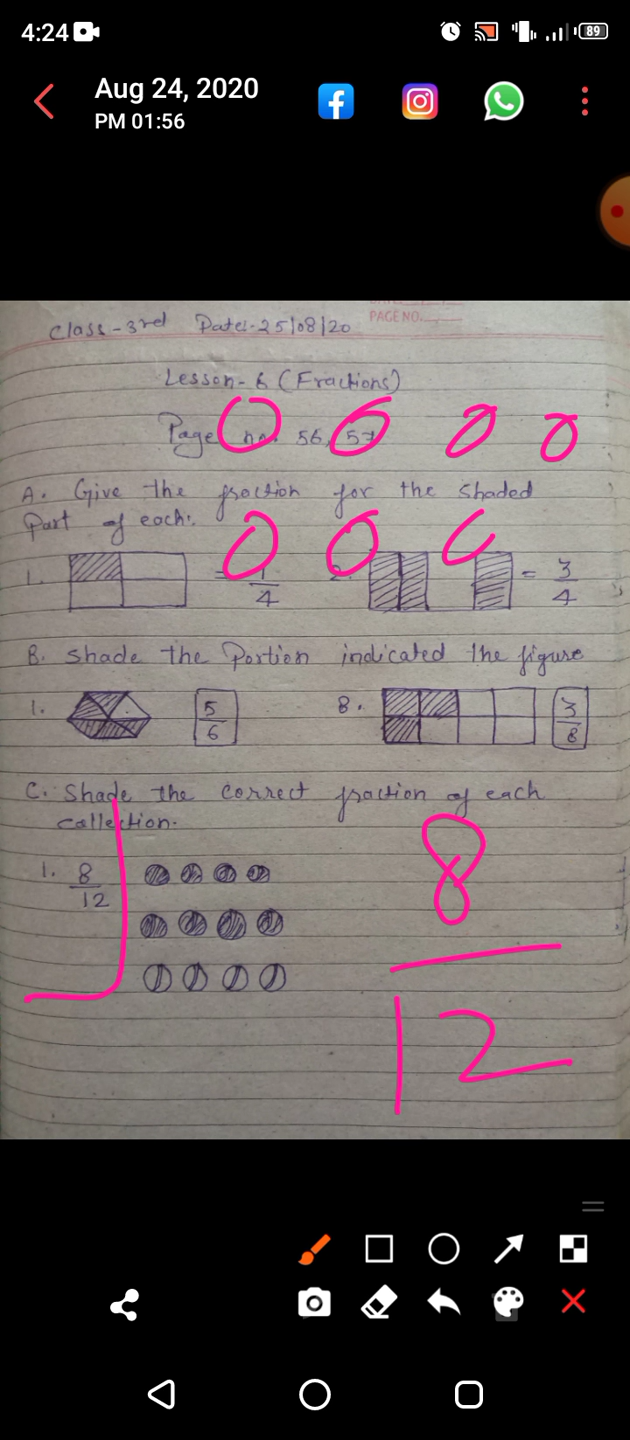 4:24
89
Aug 24, 2020
PM 01:56
PAGE NO.
Class-3rd Date:-25/08/20
Lesson-6 (Fractions)
Page no. 56, 57
A. Give the fraction for the shaded
Part of each:.
1. = 1/4 2. = 3/4
B. Shade the Portion indicated the figure
1. 5/6 8. 3/8
C. Shade the correct fraction of each
collection.
1. 8/12
8/12